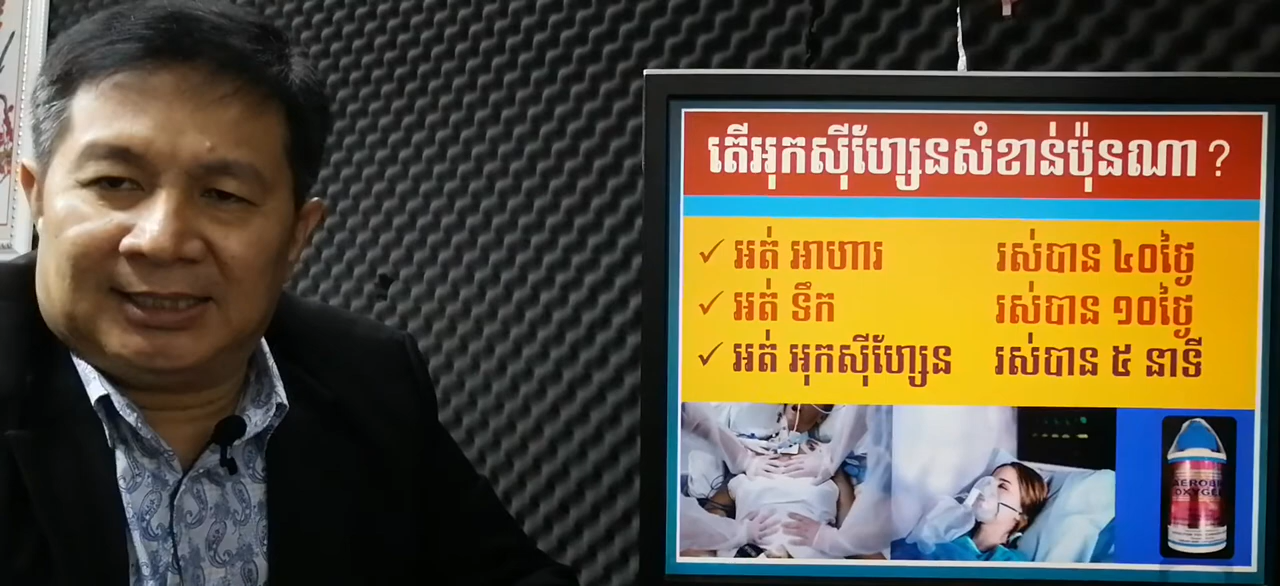 តើអុកស៊ីហ្សែនសំខាន់ប៉ុនណា?
✓ អត់ អាហារ រស់បាន ៤០ថ្ងៃ
✓ អត់ ទឹក រស់បាន ១០ថ្ងៃ
✓ អត់ អុកស៊ីហ្សែន រស់បាន ៥ នាទី
OXYGE